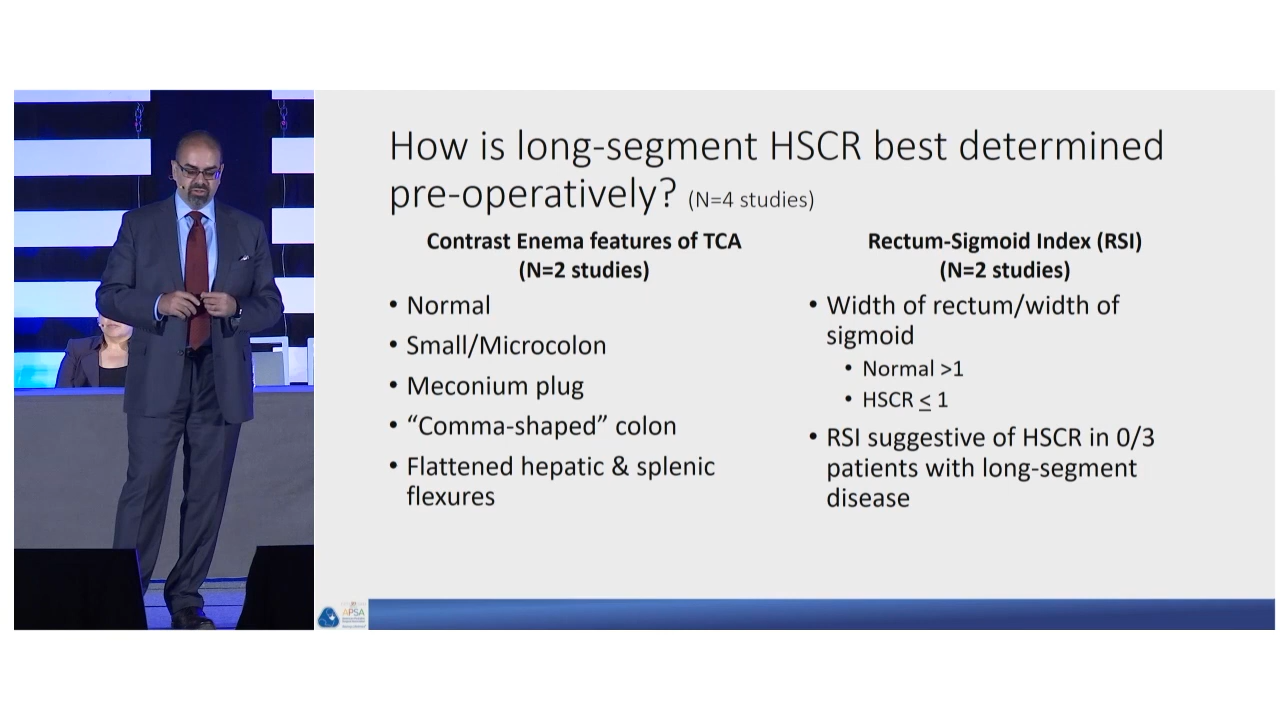 How is long-segment HSCR best determined
pre-operatively? (N=4 studies)
Contrast Enema features of TCA
(N=2 studies)
• Normal
• Small/Microcolon
• Meconium plug
• “Comma-shaped” colon
• Flattened hepatic & splenic
flexures
Rectum-Sigmoid Index (RSI)
(N=2 studies)
• Width of rectum/width of
sigmoid
• Normal >1
• HSCR ≤ 1
• RSI suggestive of HSCR in 0/3
patients with long-segment
disease
APSA